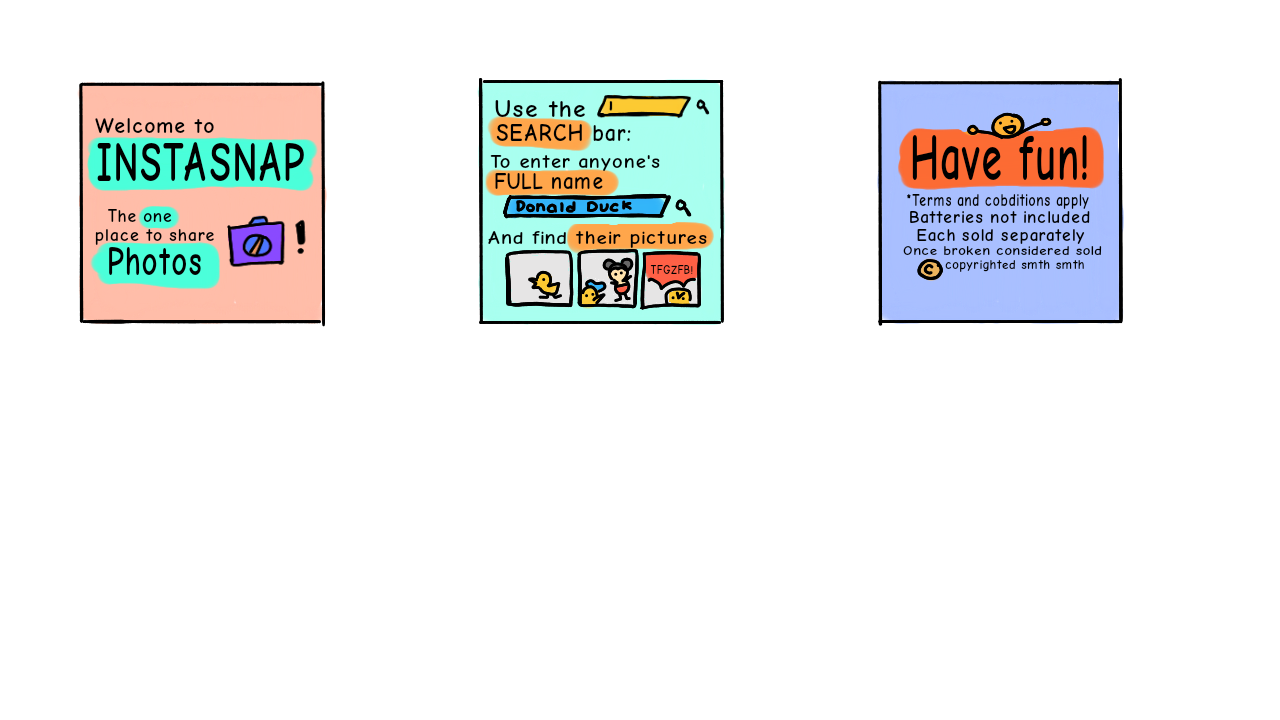 Welcome to
INSTASNAP
The one
place to share
Photos
!
Use the
SEARCH bar:
To enter anyone's
FULL name
Donald Duck
And find their pictures
TFGZFB!
Have fun!
*Terms and cobditions apply
Batteries not included
Each sold separately
Once broken considered sold
© copyrighted smth smth